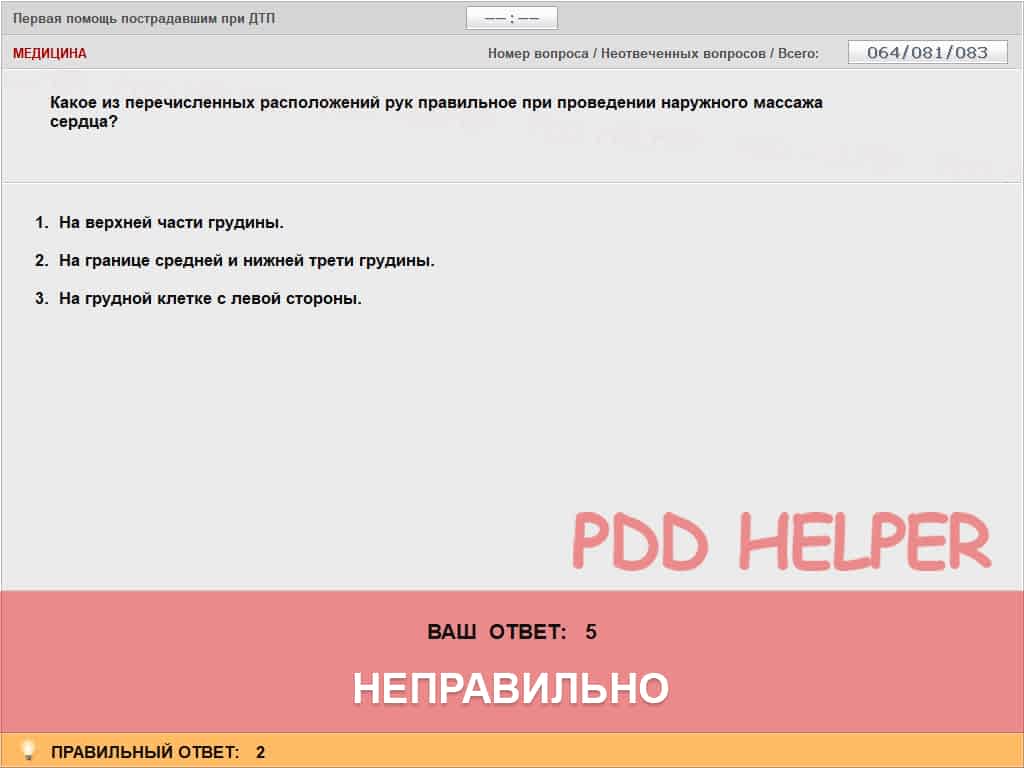 Первая помощь пострадавшим при ДТП
—— : ——
МЕДИЦИНА
Номер вопроса / Неотвеченных вопросов / Всего:
064/081/083
Какое из перечисленных расположений рук правильное при проведении наружного массажа
сердца?
1. На верхней части грудины.
2. На границе средней и нижней трети грудины.
3. На грудной клетке с левой стороны.
PDD HELPER
ВАШ ОТВЕТ: 5
НЕПРАВИЛЬНО
ПРАВИЛЬНЫЙ ОТВЕТ: 2